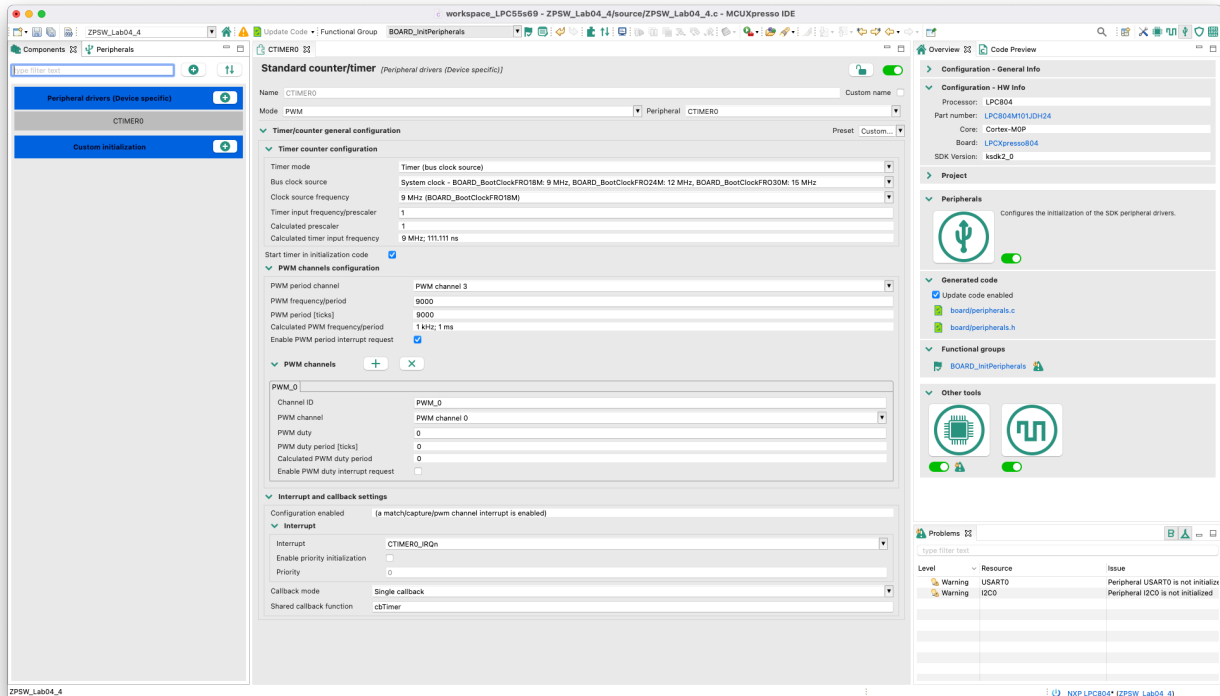 workspace_LPC55s69 - ZPSW_Lab04_4/source/ZPSW_Lab04_4.c - MCUXpresso IDE
ZPSW_Lab04_4 Update Code Functional Group BOARD_InitPeripherals
Components Peripherals
type filter text
Peripheral drivers (Device specific)
CTIMER0
Custom initialization
CTIMER0
Standard counter/timer [Peripheral drivers (Device specific)]
Name CTIMER0 Custom name
Mode PWM Peripheral CTIMER0
Timer/counter general configuration Preset Custom...
Timer counter configuration
Timer mode Timer (bus clock source)
Bus clock source System clock - BOARD_BootClockFRO18M: 9 MHz, BOARD_BootClockFRO24M: 12 MHz, BOARD_BootClockFRO30M: 15 MHz
Clock source frequency 9 MHz (BOARD_BootClockFRO18M)
Timer input frequency/prescaler 1
Calculated prescaler 1
Calculated timer input frequency 9 MHz; 111.111 ns
Start timer in initialization code
PWM channels configuration
PWM period channel PWM channel 3
PWM frequency/period 9000
PWM period [ticks] 9000
Calculated PWM frequency/period 1 kHz; 1 ms
Enable PWM period interrupt request
PWM channels
PWM_0
Channel ID PWM_0
PWM channel PWM channel 0
PWM duty 0
PWM duty period [ticks] 0
Calculated PWM duty period 0
Enable PWM duty interrupt request
Interrupt and callback settings
Configuration enabled (a match/capture/pwm channel interrupt is enabled)
Interrupt
Interrupt CTIMER0_IRQn
Enable priority initialization
Priority 0
Callback mode Single callback
Shared callback function cbTimer
Overview Code Preview
Configuration - General Info
Configuration - HW Info
Processor: LPC804
Part number: LPC804M101JDH24
Core: Cortex-M0P
Board: LPCXpresso804
SDK Version: ksdk2_0
Project
Peripherals
Configures the initialization of the SDK peripheral drivers.
Generated code
Update code enabled
board/peripherals.c
board/peripherals.h
Functional groups
BOARD_InitPeripherals
Other tools
Problems
type filter text
Level Resource Issue
Warning USART0 Peripheral USART0 is not initialize
Warning I2C0 Peripheral I2C0 is not initialized
ZPSW_Lab04_4
NXP LPC804* (ZPSW_Lab04_4)